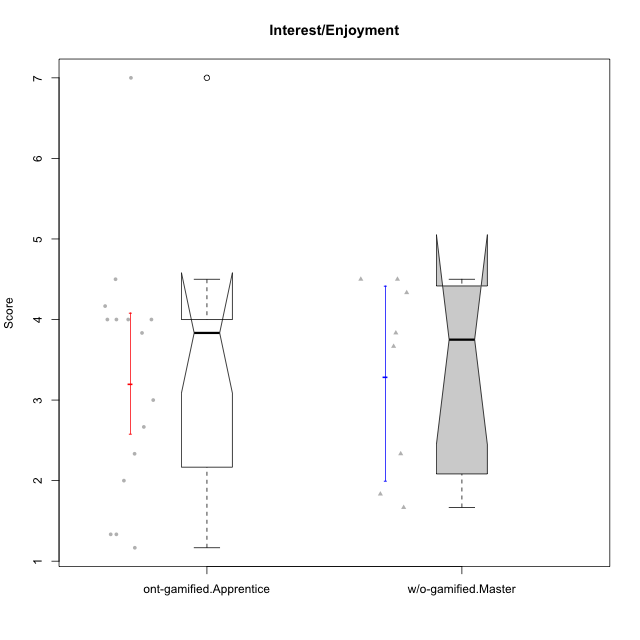 Interest/Enjoyment
Score
7
6
5
4
3
2
1
ont-gamified.Apprentice
w/o-gamified.Master